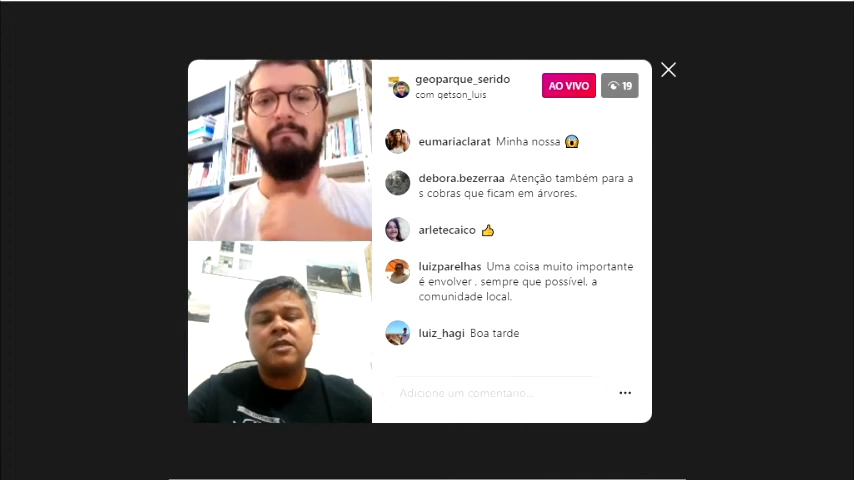 geoparque_serido
com getson_luis
AO VIVO
19
eumariaclarat Minha nossa 😱
debora.bezerraa Atenção também para a
s cobras que ficam em árvores.
arletecaico 👍
luizparelhas Uma coisa muito importante
é envolver , sempre que possível, a
comunidade local.
luiz_hagi Boa tarde
Adicione um comentário...